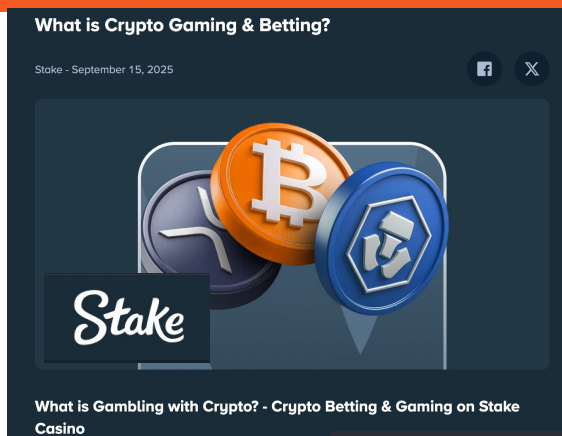 What is Crypto Gaming & Betting?
Stake - September 15, 2025
Stake
What is Gambling with Crypto? - Crypto Betting & Gaming on Stake
Casino